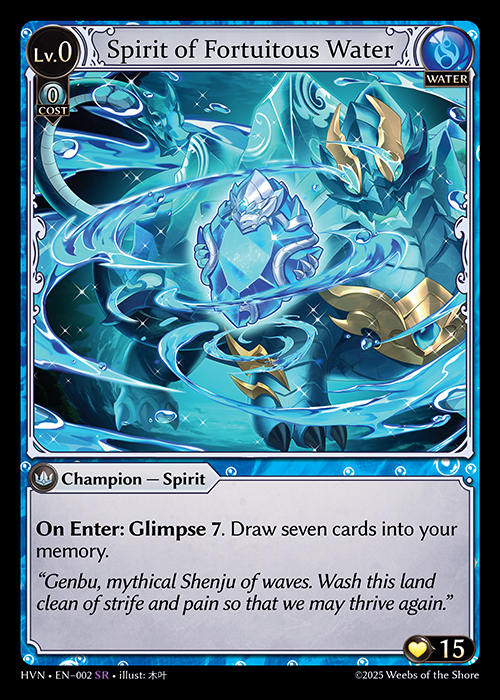 Lv.0
Spirit of Fortuitous Water
WATER
0
COST
Champion — Spirit
On Enter: Glimpse 7. Draw seven cards into your
memory.
“Genbu, mythical Shenju of waves. Wash this land
clean of strife and pain so that we may thrive again.”
15
HVN • EN-002 SR • illust: 木叶
©2025 Weebs of the Shore